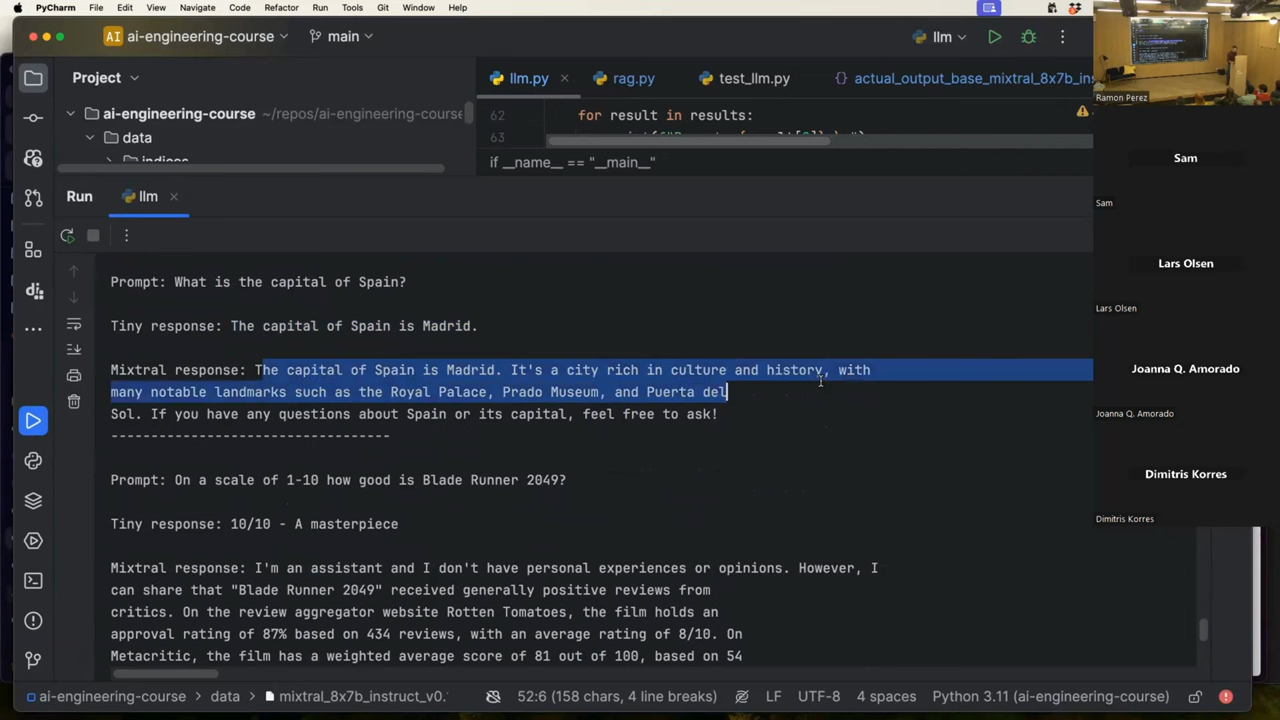 PyCharm File Edit View Navigate Code Refactor Run Tools Git Window Help
AI ai-engineering-course main llm
Project
llm.py rag.py test_llm.py {} actual_output_base_mixtral_8x7b_ins
ai-engineering-course ~/repos/ai-engineering-course
data
indices
62 for result in results:
63
if __name__ == "__main__"
Run llm
Prompt: What is the capital of Spain?
Tiny response: The capital of Spain is Madrid.
Mixtral response: The capital of Spain is Madrid. It's a city rich in culture and history, with
many notable landmarks such as the Royal Palace, Prado Museum, and Puerta del
Sol. If you have any questions about Spain or its capital, feel free to ask!
-----------------------------------
Prompt: On a scale of 1-10 how good is Blade Runner 2049?
Tiny response: 10/10 - A masterpiece
Mixtral response: I'm an assistant and I don't have personal experiences or opinions. However, I
can share that "Blade Runner 2049" received generally positive reviews from
critics. On the review aggregator website Rotten Tomatoes, the film holds an
approval rating of 87% based on 434 reviews, with an average rating of 8/10. On
Metacritic, the film has a weighted average score of 81 out of 100, based on 54
ai-engineering-course data mixtral_8x7b_instruct_v0. 52:6 (158 chars, 4 line breaks) LF UTF-8 4 spaces Python 3.11 (ai-engineering-course)
Ramon Perez
Sam
Sam
Lars Olsen
Lars Olsen
Joanna Q. Amorado
Joanna Q. Amorado
Dimitris Korres
Dimitris Korres